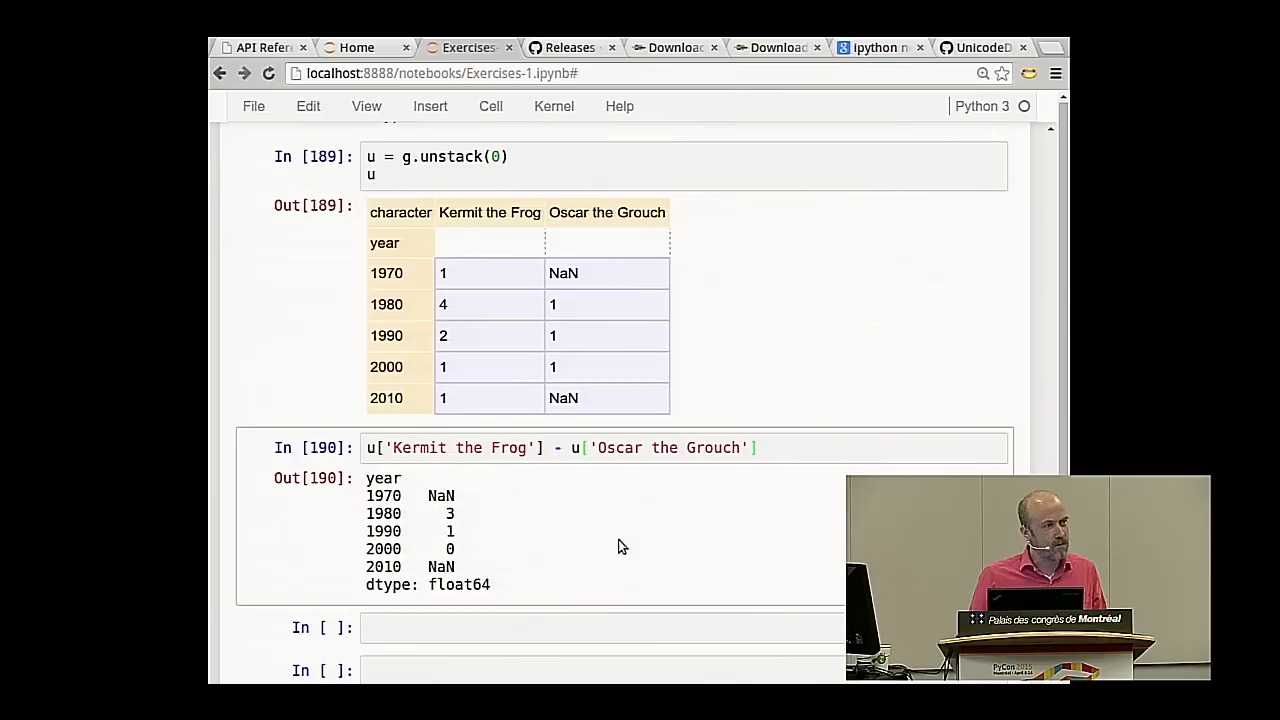 API Refere
Home
Exercises-
Releases ·
Download
Download
ipython n
UnicodeD
localhost:8888/notebooks/Exercises-1.ipynb#
File Edit View Insert Cell Kernel Help Python 3
In [189]: u = g.unstack(0)
u
Out[189]:
character Kermit the Frog Oscar the Grouch
year
1970 1 NaN
1980 4 1
1990 2 1
2000 1 1
2010 1 NaN
In [190]: u['Kermit the Frog'] - u['Oscar the Grouch']
Out[190]: year
1970 NaN
1980 3
1990 1
2000 0
2010 NaN
dtype: float64
In [ ]:
In [ ]:
Palais des congrès de Montréal
PyCon 2015